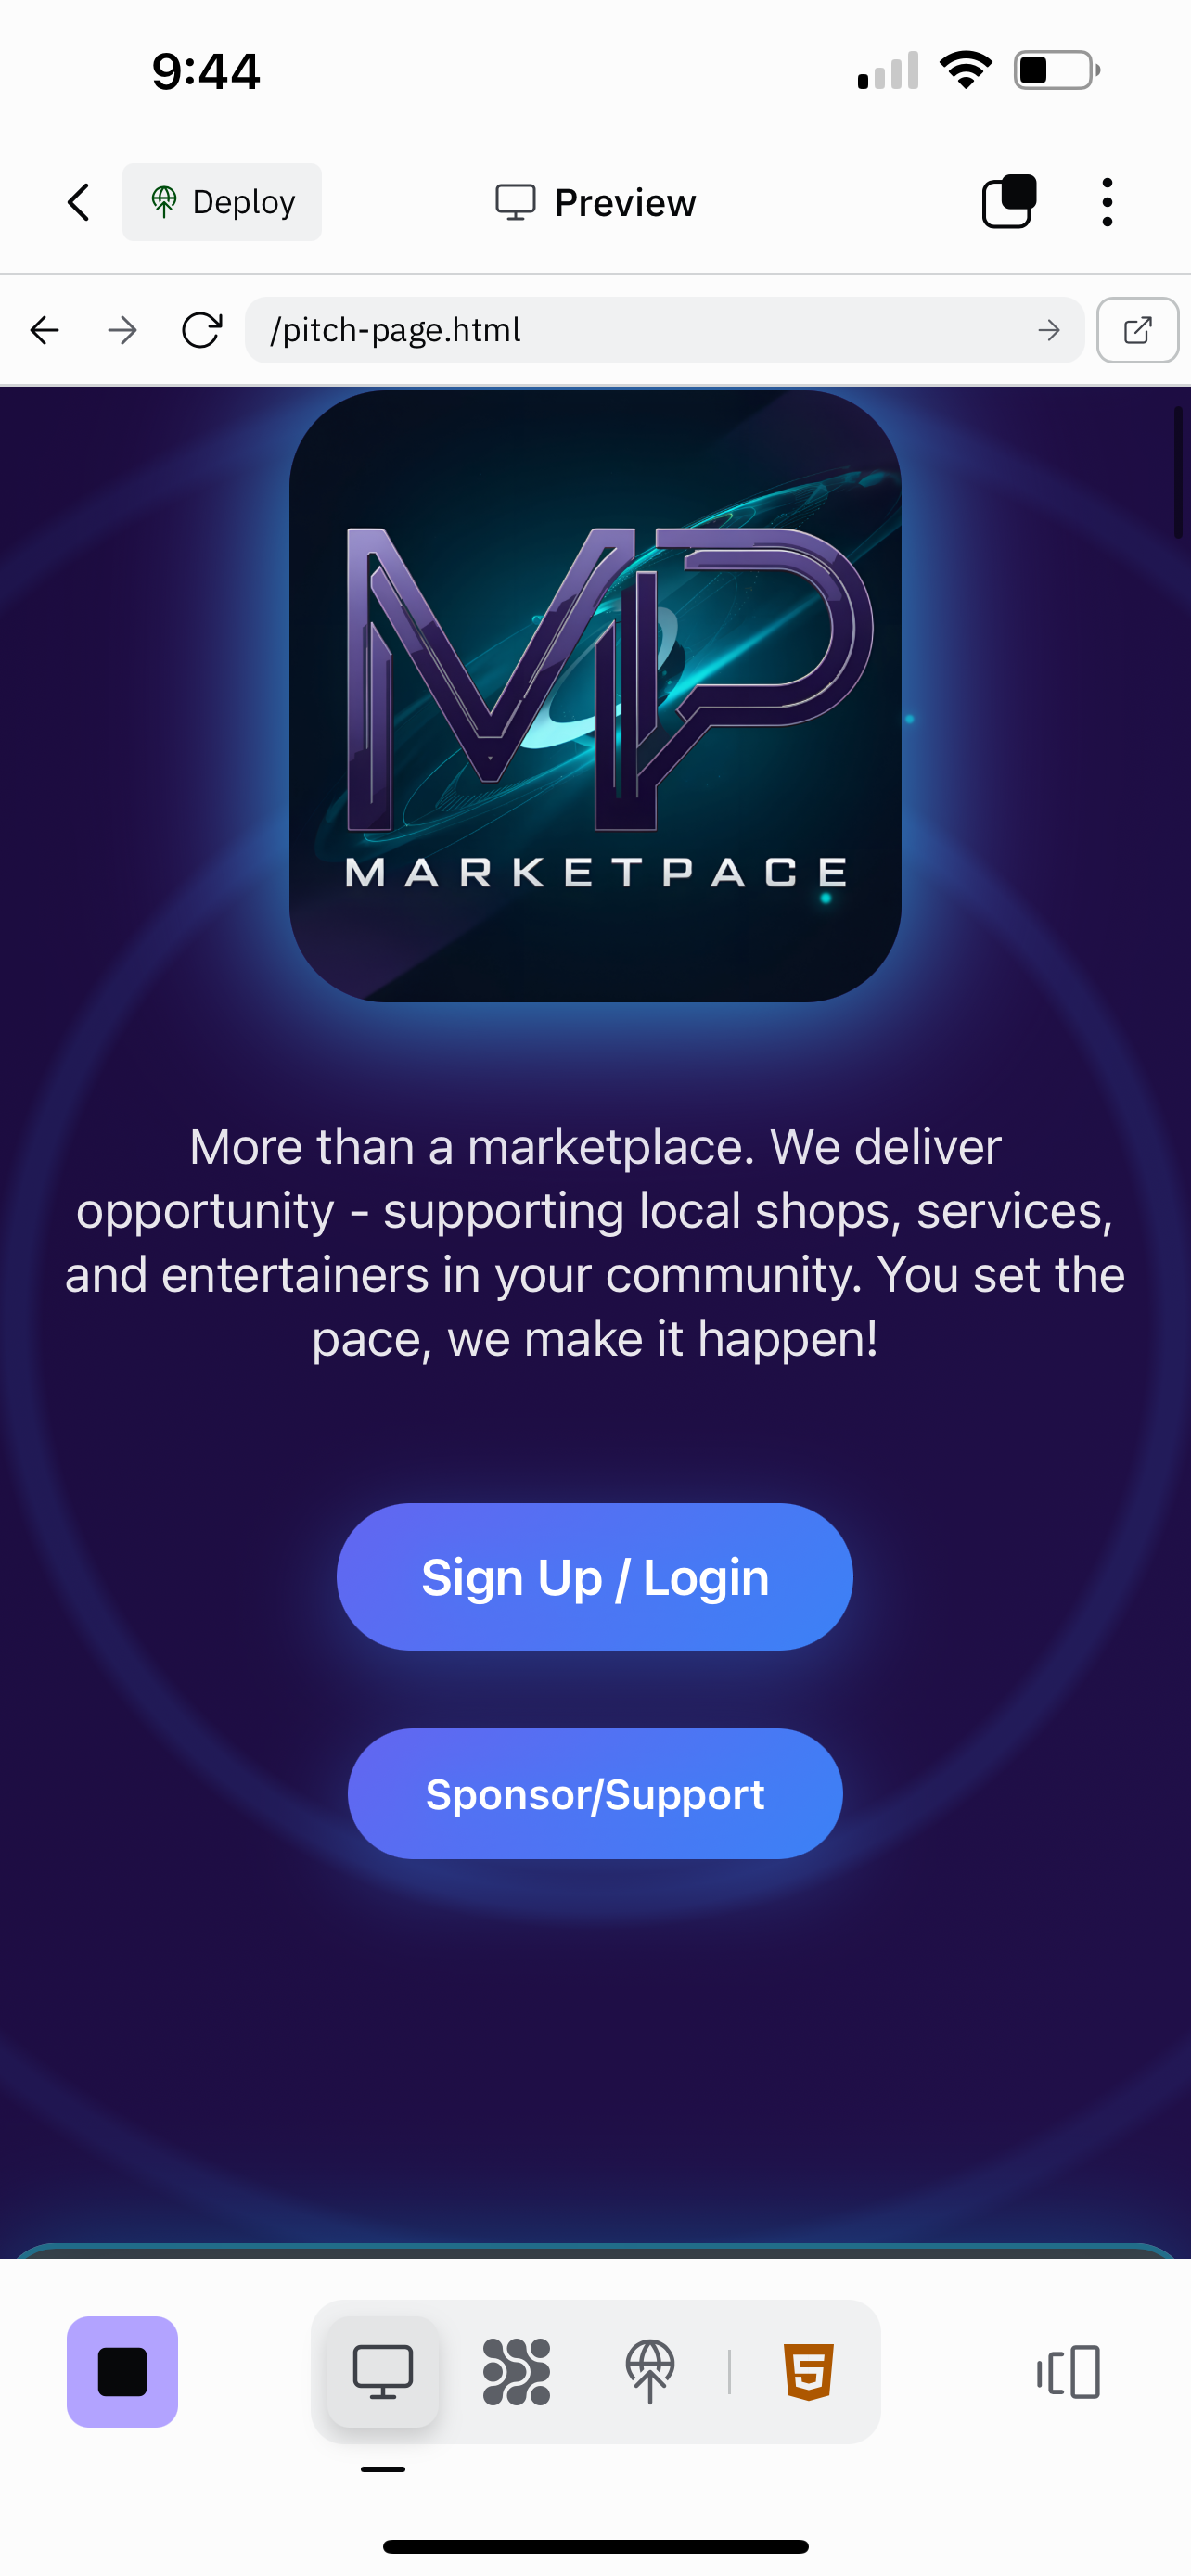 9:44
Deploy
Preview
/pitch-page.html
MP
MARKETPACE
More than a marketplace. We deliver
opportunity - supporting local shops, services,
and entertainers in your community. You set the
pace, we make it happen!
Sign Up / Login
Sponsor/Support
5